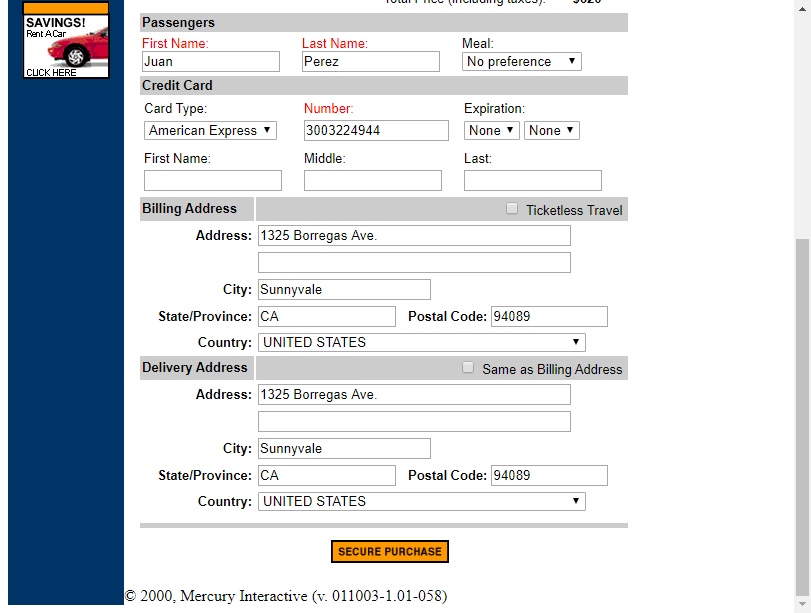 Total Price (including taxes): $620
SAVINGS!
Rent A Car
CLICK HERE
Passengers
First Name: Last Name: Meal:
Juan Perez No preference
Credit Card
Card Type: Number: Expiration:
American Express 3003224944 None None
First Name: Middle: Last:
Billing Address Ticketless Travel
Address: 1325 Borregas Ave.
City: Sunnyvale
State/Province: CA Postal Code: 94089
Country: UNITED STATES
Delivery Address Same as Billing Address
Address: 1325 Borregas Ave.
City: Sunnyvale
State/Province: CA Postal Code: 94089
Country: UNITED STATES
SECURE PURCHASE
© 2000, Mercury Interactive (v. 011003-1.01-058)